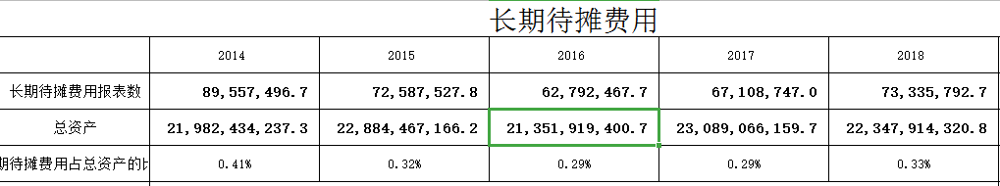 长期待摊费用
2014 2015 2016 2017 2018
长期待摊费用报表数 89,557,496.7 72,587,527.8 62,792,467.7 67,108,747.0 73,335,792.7
总资产 21,982,434,237.3 22,884,467,166.2 21,351,919,400.7 23,089,066,159.7 22,347,914,320.8
期待摊费用占总资产的比 0.41% 0.32% 0.29% 0.29% 0.33%